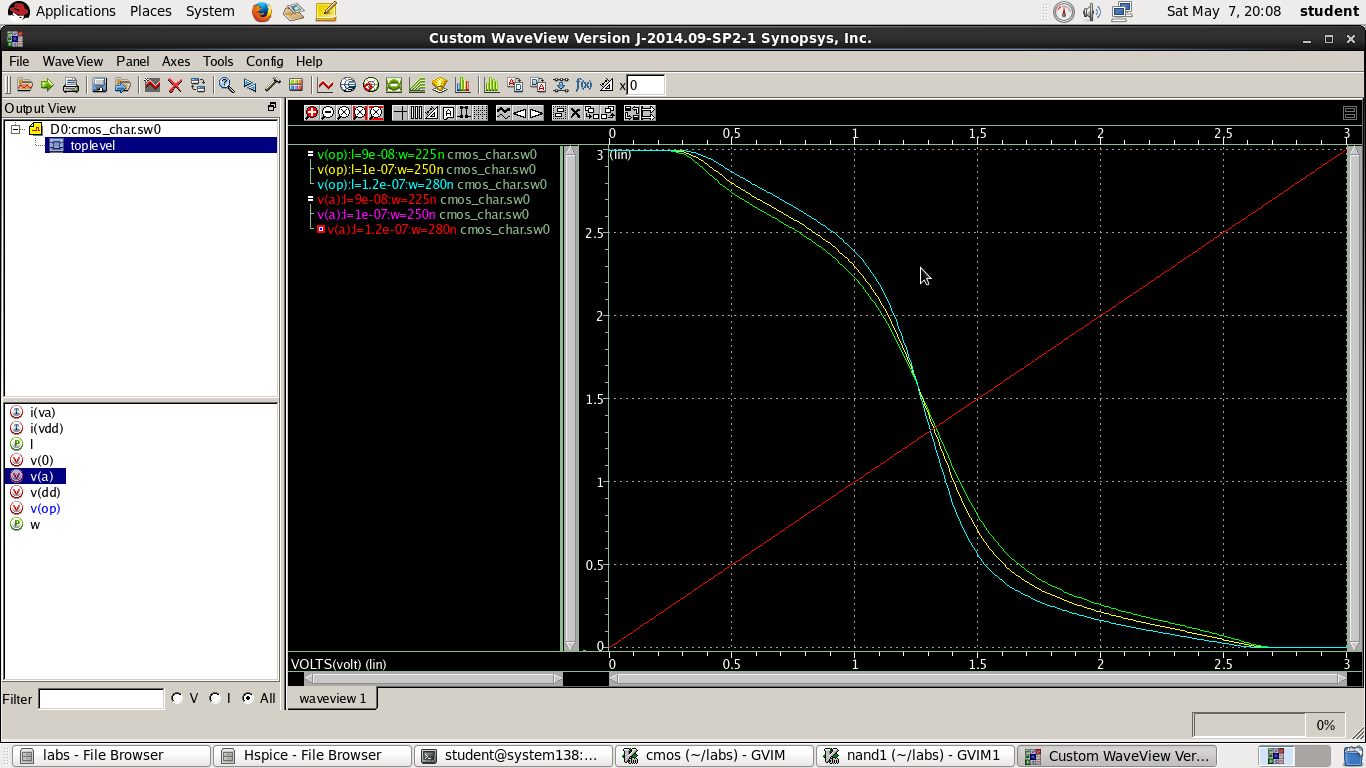 Applications Places System Sat May 7, 20:08 student
Custom WaveView Version J-2014.09-SP2-1 Synopsys, Inc.
File WaveView Panel Axes Tools Config Help
f(x) x 0
Output View
D0:cmos_char.sw0
toplevel
i(va)
i(vdd)
l
v(0)
v(a)
v(dd)
v(op)
w
Filter V I All
0 0.5 1 1.5 2 2.5 3
v(op):l=9e-08:w=225n cmos_char.sw0
v(op):l=1e-07:w=250n cmos_char.sw0
v(op):l=1.2e-07:w=280n cmos_char.sw0
v(a):l=9e-08:w=225n cmos_char.sw0
v(a):l=1e-07:w=250n cmos_char.sw0
v(a):l=1.2e-07:w=280n cmos_char.sw0
3 (lin)
2.5
2
1.5
1
0.5
0
VOLTS(volt) (lin) 0 0.5 1 1.5 2 2.5 3
waveview 1
0%
labs - File Browser Hspice - File Browser student@system138:... cmos (~/labs) - GVIM nand1 (~/labs) - GVIM1 Custom WaveView Ver...